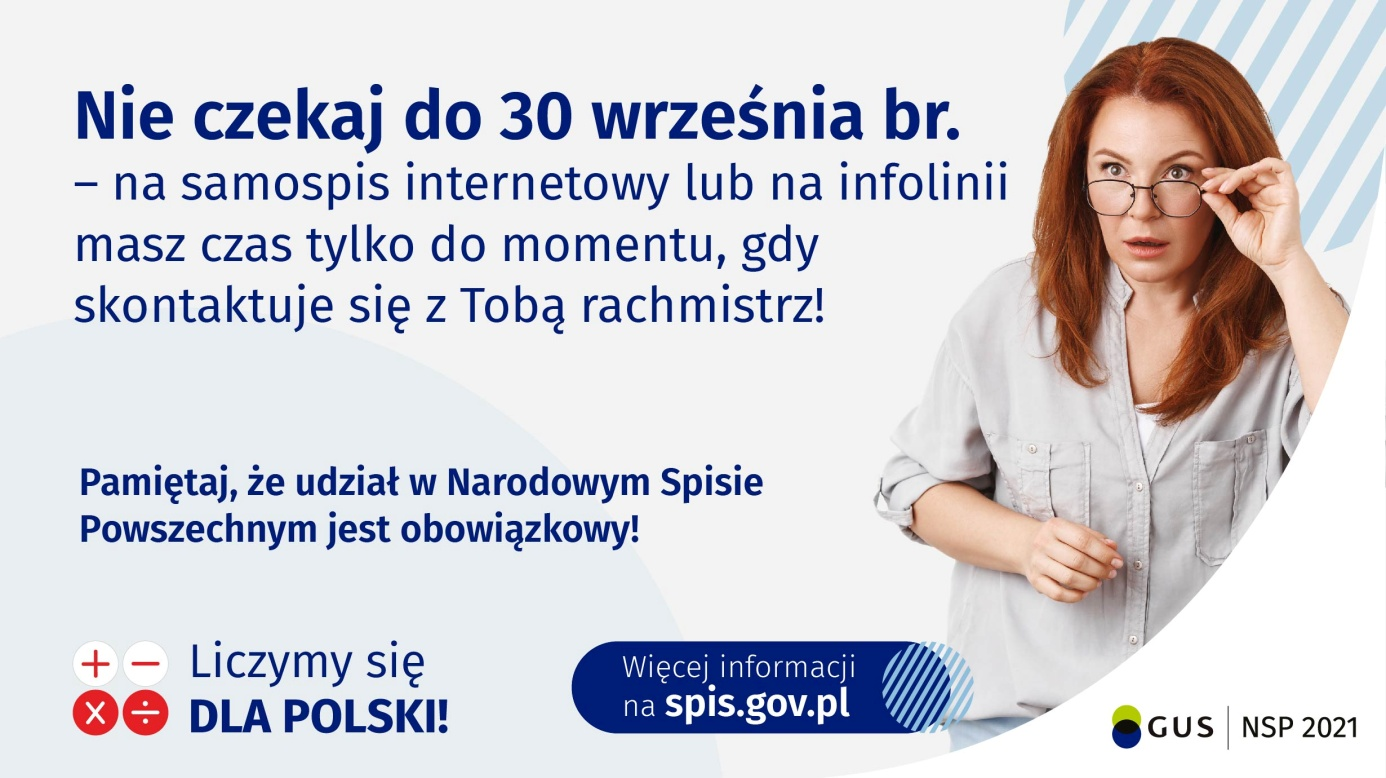 Nie czekaj do 30 września br.
– na samospis internetowy lub na infolinii
masz czas tylko do momentu, gdy
skontaktuje się z Tobą rachmistrz!
Pamiętaj, że udział w Narodowym Spisie
Powszechnym jest obowiązkowy!
Liczymy się
DLA POLSKI!
Więcej informacji
na spis.gov.pl
GUS | NSP 2021